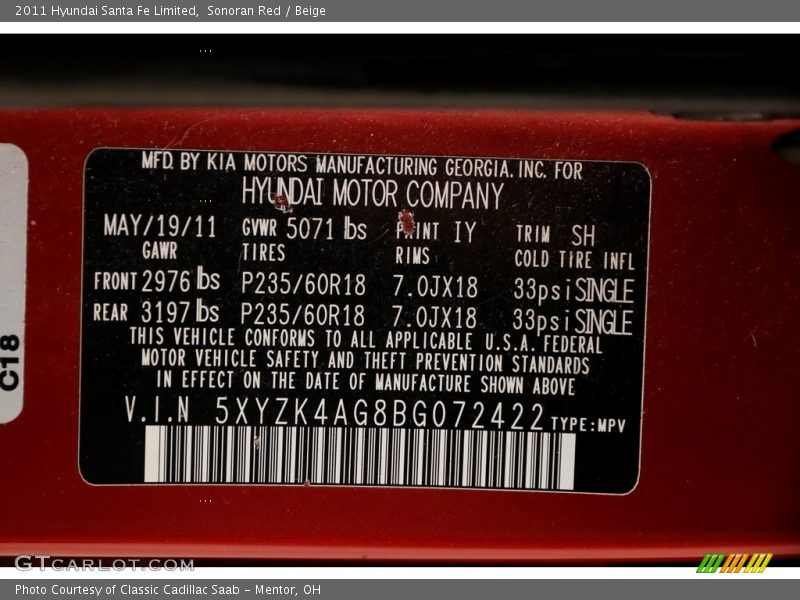 2011 Hyundai Santa Fe Limited,  Sonoran Red / Beige
MFD. BY KIA MOTORS MANUFACTURING GEORGIA. INC. FOR
HYUNDAI MOTOR COMPANY
MAY/19/11 GVWR 5071 lbs PAINT IY TRIM SH
GAWR TIRES RIMS COLD TIRE INFL
FRONT 2976 lbs P235/60R18 7.0JX18 33psi SINGLE
REAR 3197 lbs P235/60R18 7.0JX18 33psi SINGLE
THIS VEHICLE CONFORMS TO ALL APPLICABLE U.S.A. FEDERAL
MOTOR VEHICLE SAFETY AND THEFT PREVENTION STANDARDS
IN EFFECT ON THE DATE OF MANUFACTURE SHOWN ABOVE
V.I.N 5XYZK4AG8BG072422 TYPE:MPV
C18
GTCARLOT.COM
Photo Courtesy of Classic Cadillac Saab – Mentor, OH